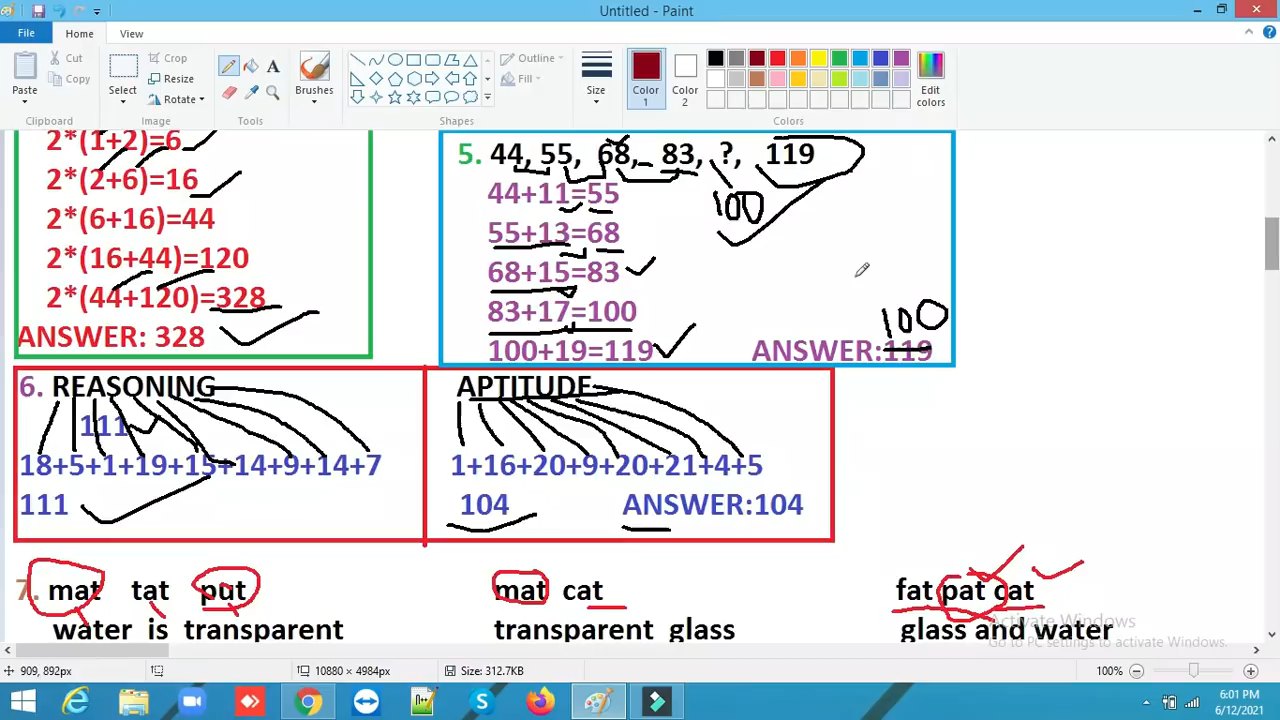 Untitled - Paint
File Home View
Paste Cut Copy Clipboard
Select Crop Resize Rotate Image
Tools
Brushes
Outline Fill Shapes
Size
Color 1 Color 2 Edit colors Colors
2*(1+2)=6
2*(2+6)=16
2*(6+16)=44
2*(16+44)=120
2*(44+120)=328
ANSWER: 328
5. 44, 55, 68, 83, ?, 119
100
44+11=55
55+13=68
68+15=83
83+17=100
100
100+19=119 ANSWER:119
6. REASONING
111
18+5+1+19+15+14+9+14+7
111
APTITUDE
1+16+20+9+20+21+4+5
104 ANSWER:104
7. mat tat put mat cat fat pat cat
water is transparent transparent glass glass and water
Activate Windows
Go to PC settings to activate Windows.
909, 892px 10880 × 4984px Size: 312.7KB 100%
6:01 PM
6/12/2021